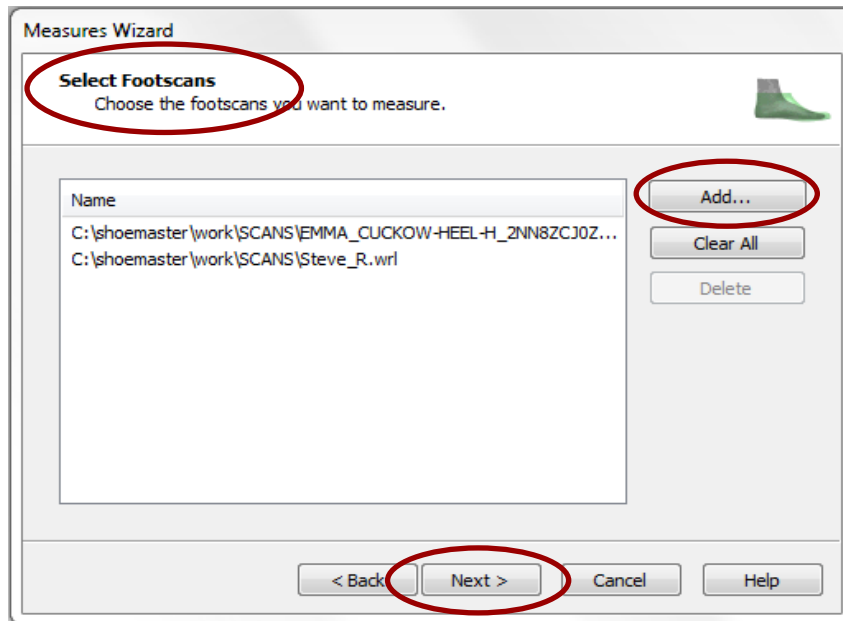 Measures Wizard
Select Footscans
Choose the footscans you want to measure.
Name
C:\shoemaster\work\SCANS\EMMA_CUCKOW-HEEL-H_2NN8ZCJ0Z...
C:\shoemaster\work\SCANS\Steve_R.wrl
Add...
Clear All
Delete
< Back
Next >
Cancel
Help